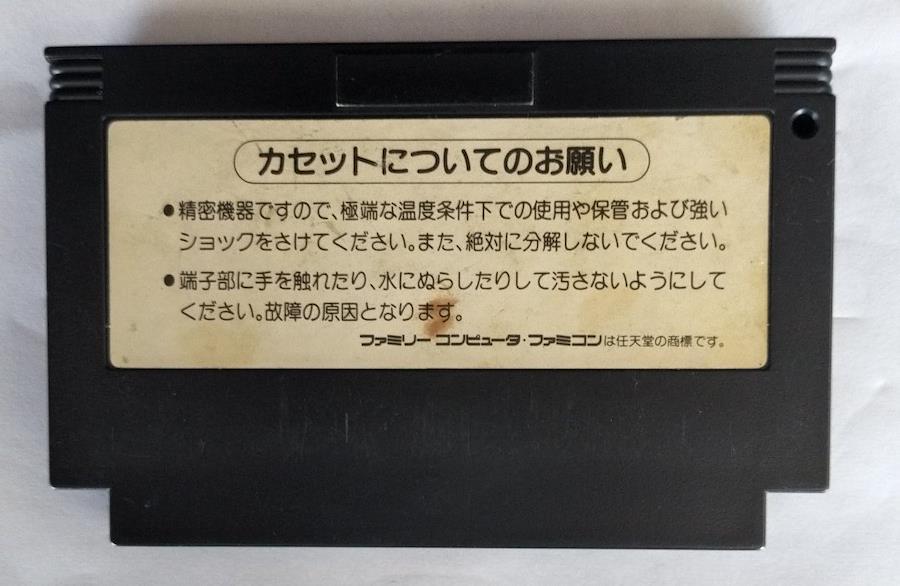 カセットについてのお願い
●精密機器ですので、極端な温度条件下での使用や保管および強い
ショックをさけてください。また、絶対に分解しないでください。
●端子部に手を触れたり、水にぬらしたりして汚さないようにして
ください。故障の原因となります。
ファミリー コンピュータ・ファミコンは任天堂の商標です。